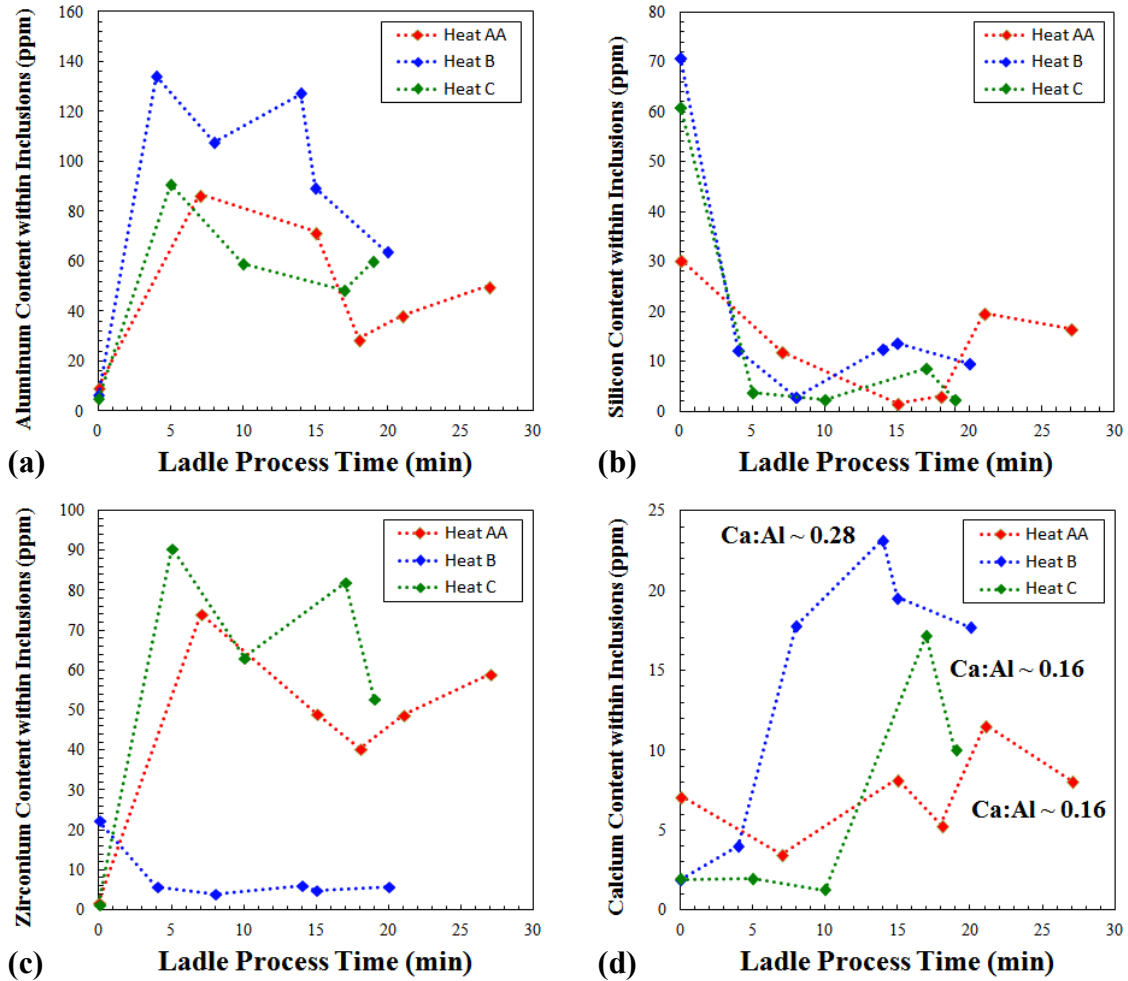 Aluminum Content within Inclusions (ppm)
160
140
120
100
80
60
40
20
0
0 5 10 15 20 25 30
Heat AA
Heat B
Heat C
(a) Ladle Process Time (min)
Silicon Content within Inclusions (ppm)
80
70
60
50
40
30
20
10
0
0 5 10 15 20 25 30
Heat AA
Heat B
Heat C
(b) Ladle Process Time (min)
Zirconium Content within Inclusions (ppm)
100
90
80
70
60
50
40
30
20
10
0
0 5 10 15 20 25 30
Heat AA
Heat B
Heat C
(c) Ladle Process Time (min)
Calcium Content within Inclusions (ppm)
25
20
15
10
5
0
0 5 10 15 20 25 30
Ca:Al ~ 0.28
Heat AA
Heat B
Heat C
Ca:Al ~ 0.16
Ca:Al ~ 0.16
(d) Ladle Process Time (min)